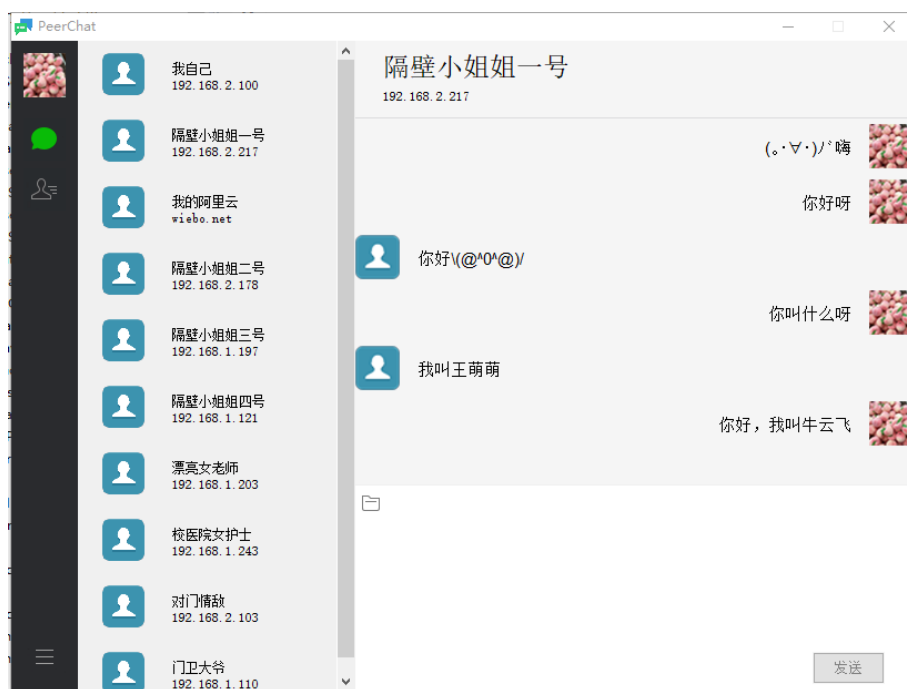 PeerChat
我自己
192.168.2.100
隔壁小姐姐一号
192.168.2.217
我的阿里云
wiebo.net
隔壁小姐姐二号
192.168.2.178
隔壁小姐姐三号
192.168.1.197
隔壁小姐姐四号
192.168.1.121
漂亮女老师
192.168.1.203
校医院女护士
192.168.1.243
对门情敌
192.168.2.103
门卫大爷
192.168.1.110
隔壁小姐姐一号
192.168.2.217
(｡･∀･)ﾉﾞ嗨
你好呀
你好\(@^0^@)/
你叫什么呀
我叫王萌萌
你好，我叫牛云飞
发送